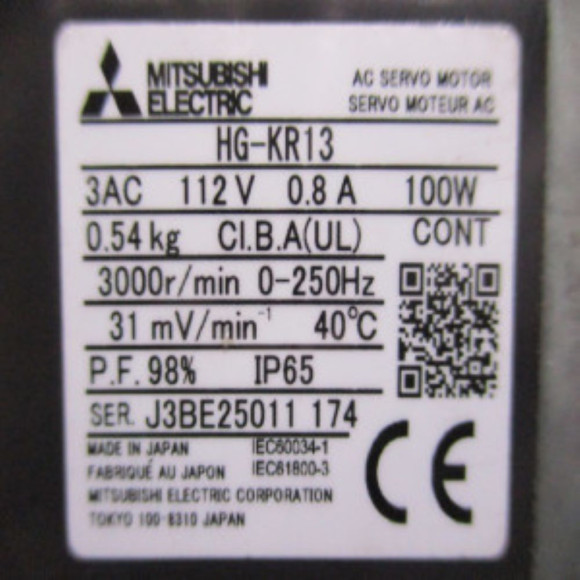 MITSUBISHI
ELECTRIC
AC SERVO MOTOR
SERVO MOTEUR AC
HG-KR13
3AC 112V 0.8A 100W
0.54kg CI.B.A(UL) CONT
3000r/min 0-250Hz
31 mV/min⁻¹ 40°C
P.F.98% IP65
SER. J3BE25011 174
MADE IN JAPAN IEC60034-1
FABRIQUÉ AU JAPON IEC61800-3
MITSUBISHI ELECTRIC CORPORATION
TOKYO 100-8310 JAPAN
CE